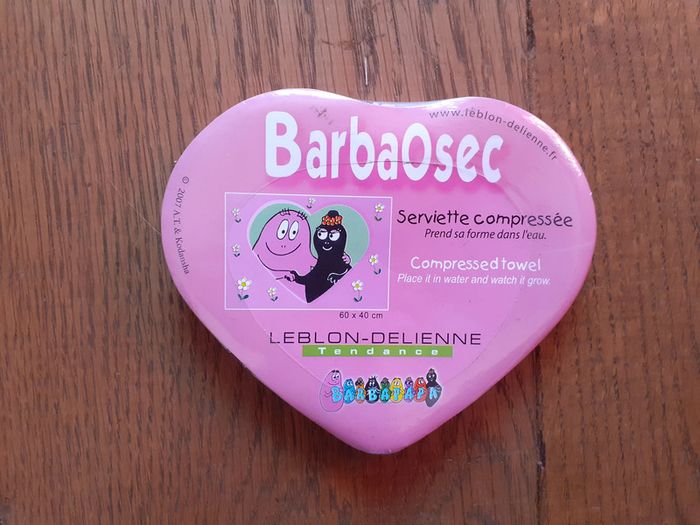 www.leblon-delienne.fr
BarbaOsec
© 2007 A.T. & Kodansha
Serviette compressée
Prend sa forme dans l'eau.
Compressed towel
Place it in water and watch it grow.
60 x 40 cm
LEBLON-DELIENNE
Tendance
BARBAPAPA